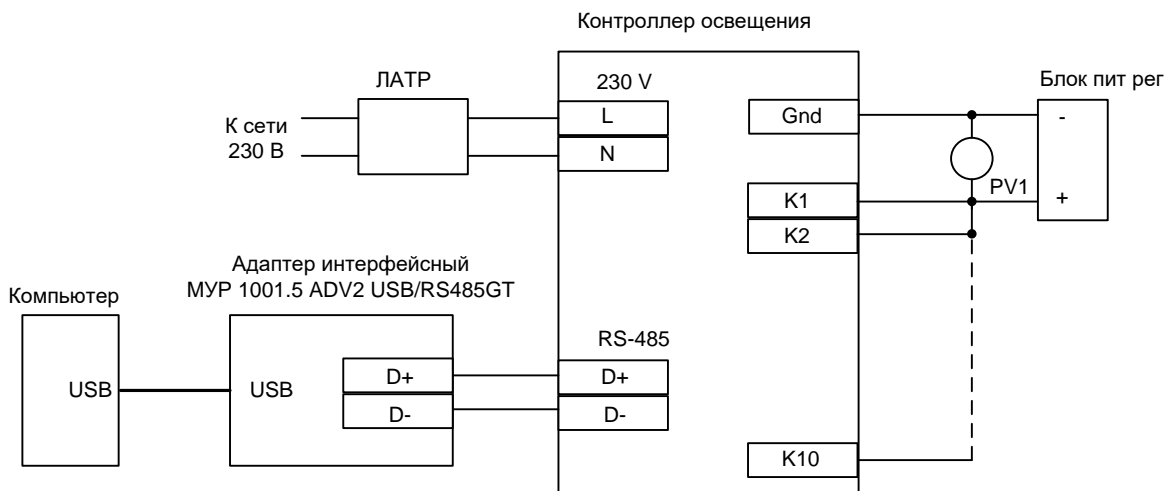 Контроллер освещения
ЛАТР
230 V
Блок пит рег
К сети
230 В
L
N
Gnd
-
PV1
+
K1
K2
Адаптер интерфейсный
МУР 1001.5 ADV2 USB/RS485GT
Компьютер
RS-485
USB
USB
D+
D-
D+
D-
K10